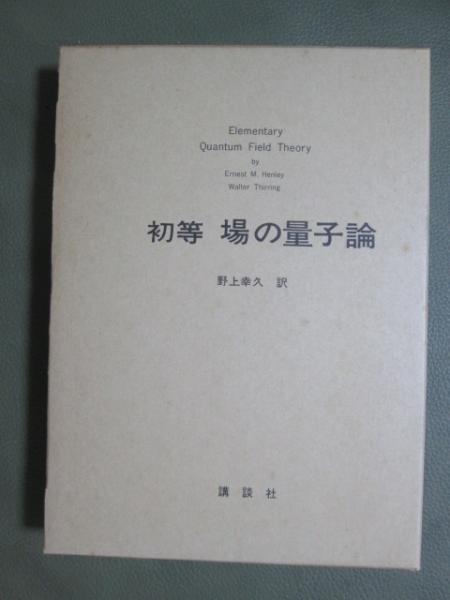 Elementary
Quantum Field Theory
by
Ernest M. Henley
Walter Thirring
初等 場の量子論
野上幸久 訳
講談社